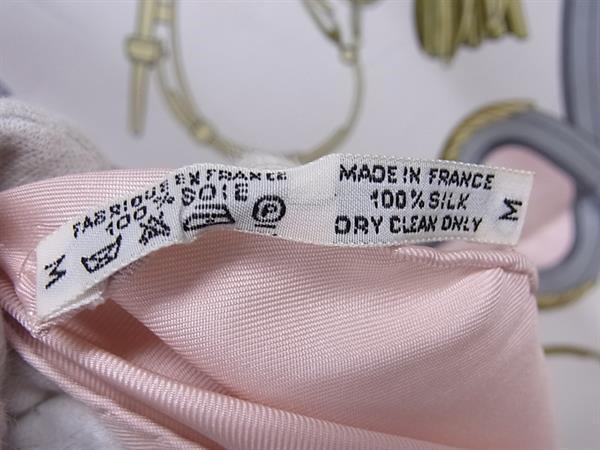 FABRIQUE EN FRANCE
100% SOIE
M
P
MADE IN FRANCE
100% SILK
DRY CLEAN ONLY
M